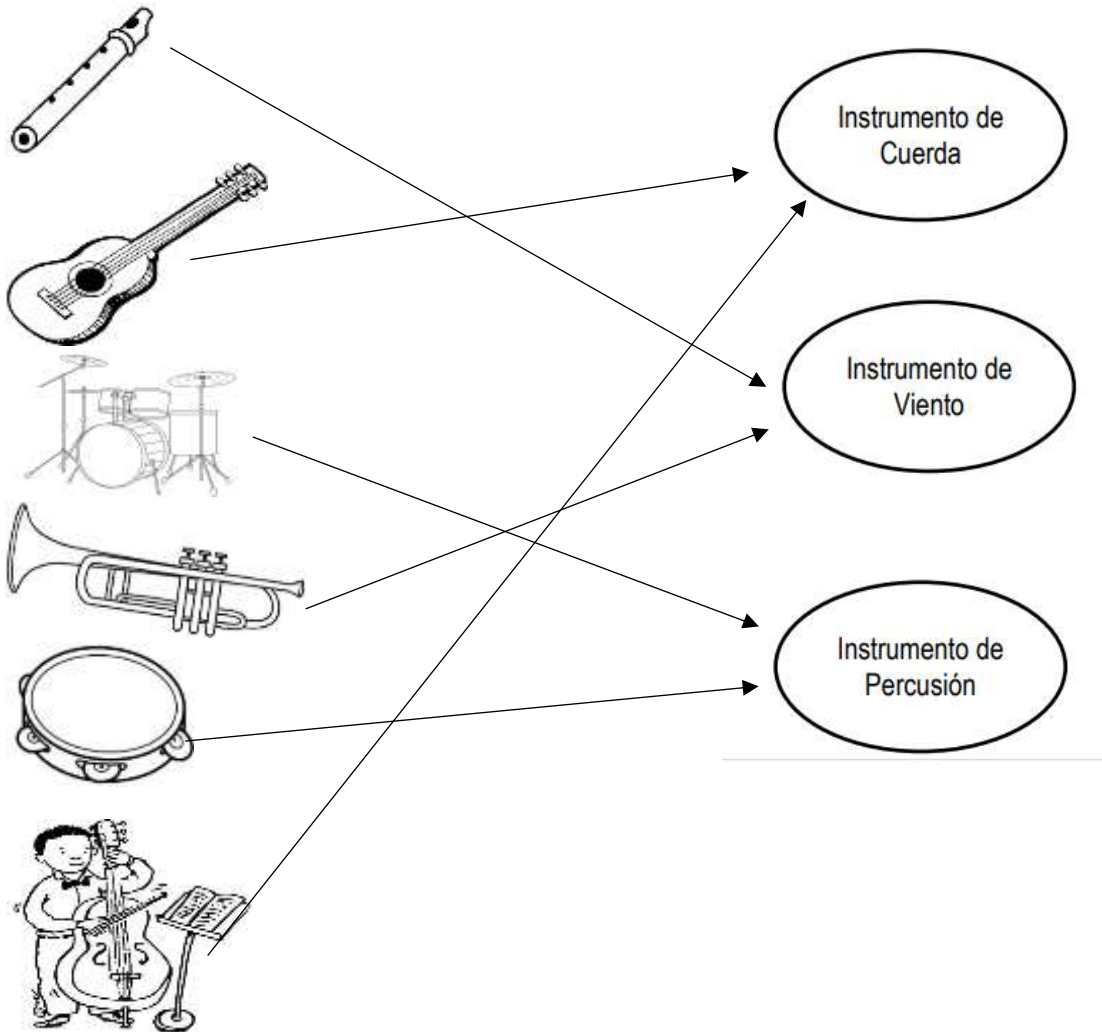 Instrumento de
Cuerda
Instrumento de
Viento
Instrumento de
Percusión